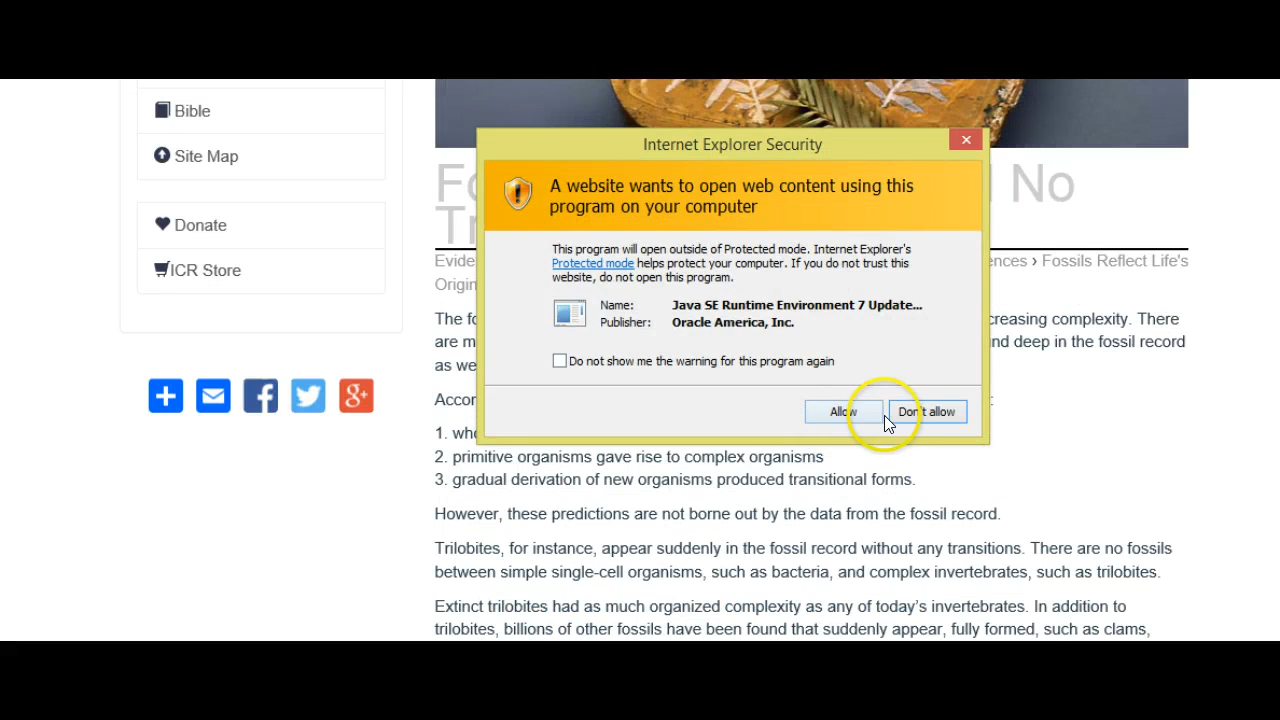 Bible
Site Map
Donate
ICR Store
No
Internet Explorer Security
A website wants to open web content using this
program on your computer
This program will open outside of Protected mode. Internet Explorer's
Protected mode helps protect your computer. If you do not trust this
website, do not open this program.
Name: Java SE Runtime Environment 7 Update...
Publisher: Oracle America, Inc.
Do not show me the warning for this program again
Allow Don't allow
› Fossils Reflect Life's
The creasing complexity. There
are nd deep in the fossil record
as
1.
2. primitive organisms gave rise to complex organisms
3. gradual derivation of new organisms produced transitional forms.
However, these predictions are not borne out by the data from the fossil record.
Trilobites, for instance, appear suddenly in the fossil record without any transitions. There are no fossils
between simple single-cell organisms, such as bacteria, and complex invertebrates, such as trilobites.
Extinct trilobites had as much organized complexity as any of today's invertebrates. In addition to
trilobites, billions of other fossils have been found that suddenly appear, fully formed, such as clams,